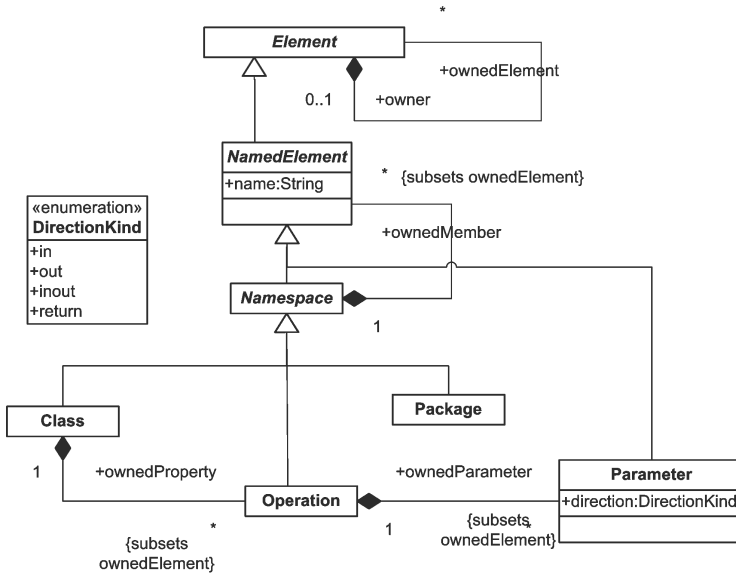 *
Element
+ownedElement
0..1
+owner
NamedElement
+name:String
*
{subsets ownedElement}
+ownedMember
«enumeration»
DirectionKind
+in
+out
+inout
+return
Namespace
1
Class
Package
1
+ownedProperty
+ownedParameter
Parameter
+direction:DirectionKind
Operation
*
1
{subsets
ownedElement}
*
{subsets
ownedElement}